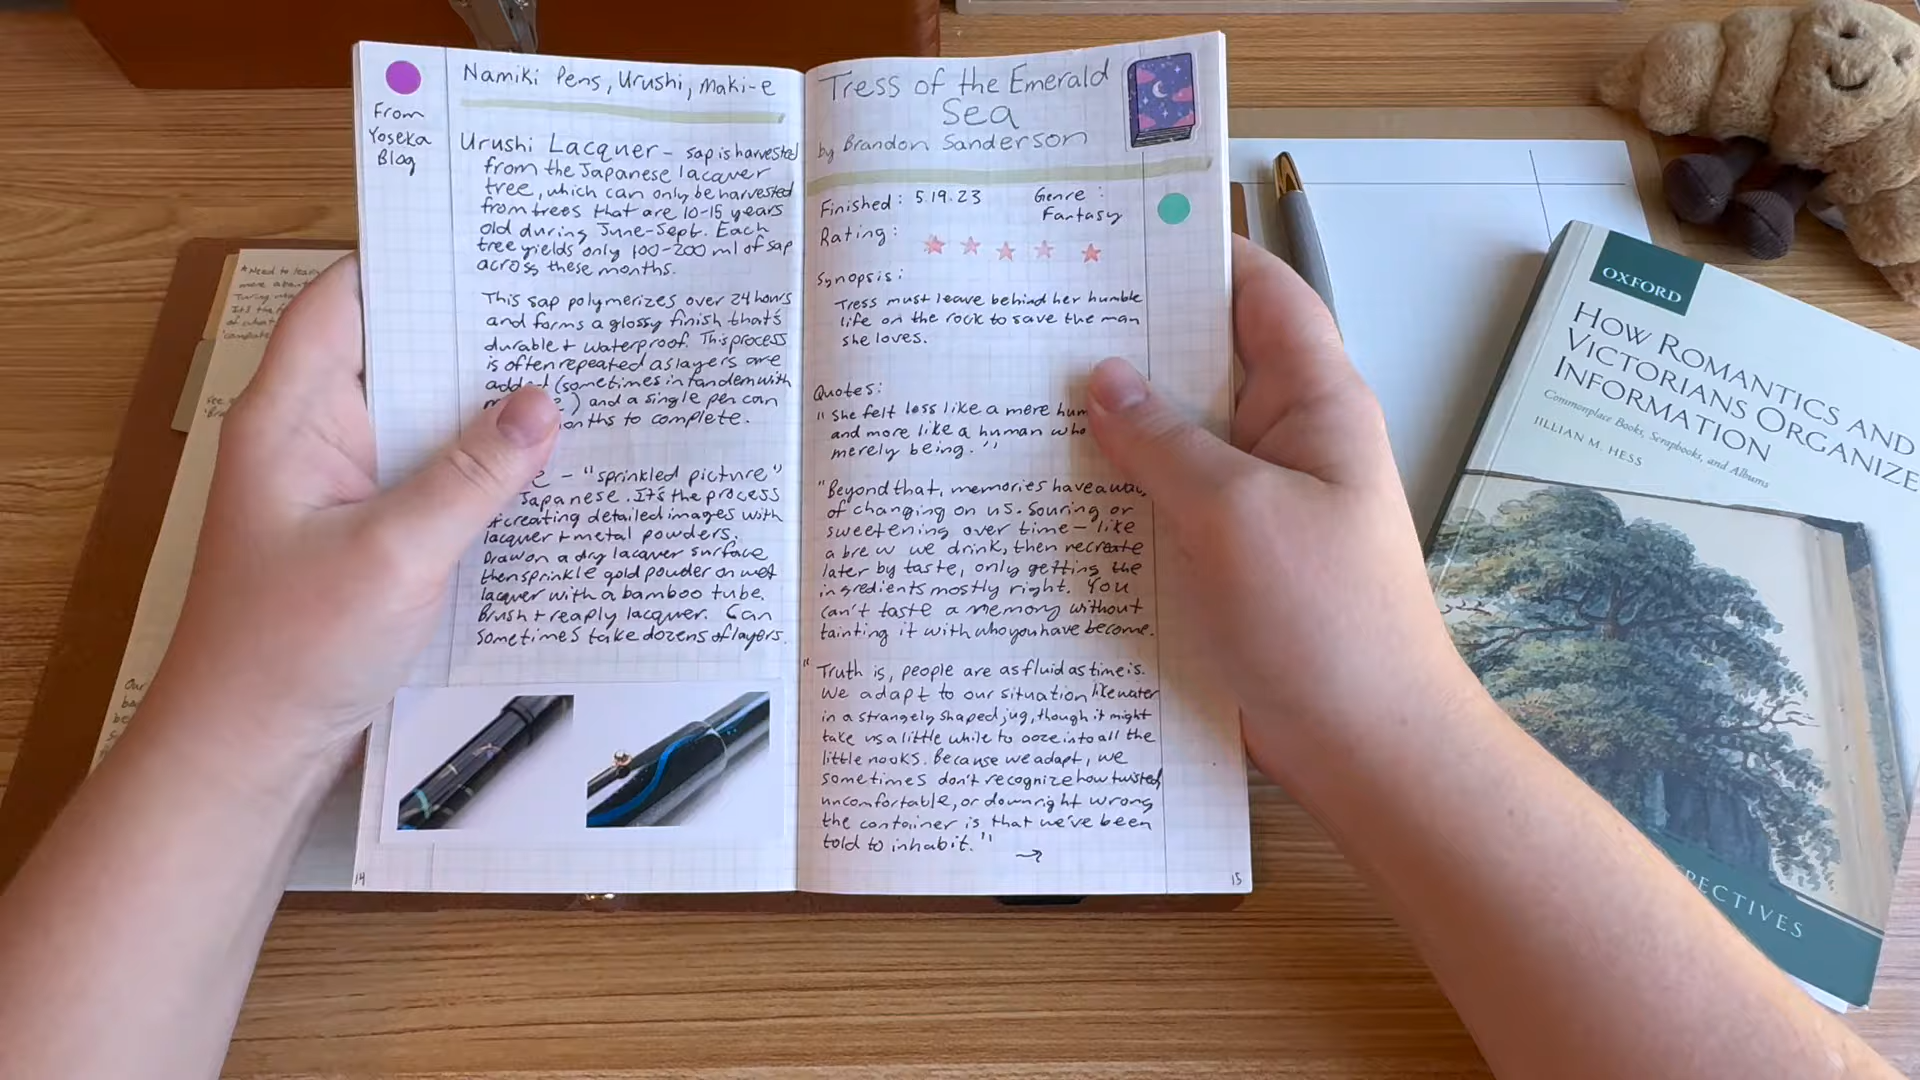 From
Yoseka
Blog
Namiki Pens, Urushi, Maki-e
Urushi Lacquer - sap is harvested
from the Japanese lacquer
tree, which can only be harvested
from trees that are 10-15 years
old during June-Sept. Each
tree yields only 100-200 ml of sap
across these months.
This sap polymerizes over 24 hours
and forms a glossy finish that's
durable + waterproof. This process
is often repeated as layers are
added (sometimes in tandem with
) and a single pen can
to complete.
- "sprinkled picture"
Japanese. It's the process
of creating detailed images with
lacquer + metal powders.
Draw on a dry lacquer surface
then sprinkle gold powder on wet
lacquer with a bamboo tube.
Brush + reaply lacquer. Can
sometimes take dozens of layers.
14
Tress of the Emerald
Sea
by Brandon Sanderson
Finished: 5.19.23
Genre:
Fantasy
Rating:
Synopsis:
Tress must leave behind her humble
life on the rock to save the man
she loves.
Quotes:
"She felt less like a mere
and more like a human who
merely being."
"Beyond that, memories have a way
of changing on us. Souring or
sweetening over time - like
a brew we drink, then recreate
later by taste, only getting the
ingredients mostly right. You
can't taste a memory without
tainting it with who you have become.
"Truth is, people are as fluid as time is.
We adapt to our situation like water
in a strangely shaped jug, though it might
take us a little while to ooze into all the
little nooks. Because we adapt, we
sometimes don't recognize how twisted,
uncomfortable, or downright wrong
the container is that we've been
told to inhabit." →
15
OXFORD
HOW ROMANTICS AND
VICTORIANS ORGANIZE
INFORMATION
Commonplace Books, Scrapbooks, and Albums
JILLIAN M. HESS
*Need to